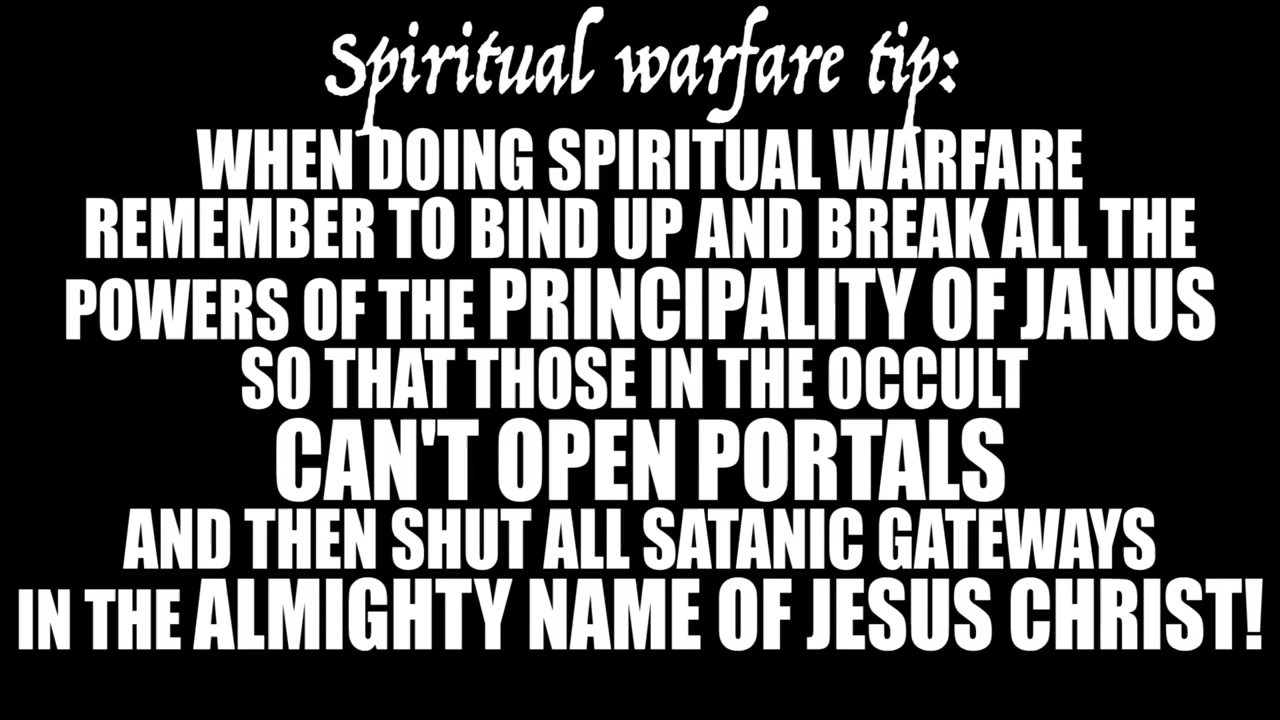 Spiritual warfare tip:
WHEN DOING SPIRITUAL WARFARE
REMEMBER TO BIND UP AND BREAK ALL THE
POWERS OF THE PRINCIPALITY OF JANUS
SO THAT THOSE IN THE OCCULT
CAN'T OPEN PORTALS
AND THEN SHUT ALL SATANIC GATEWAYS
IN THE ALMIGHTY NAME OF JESUS CHRIST!